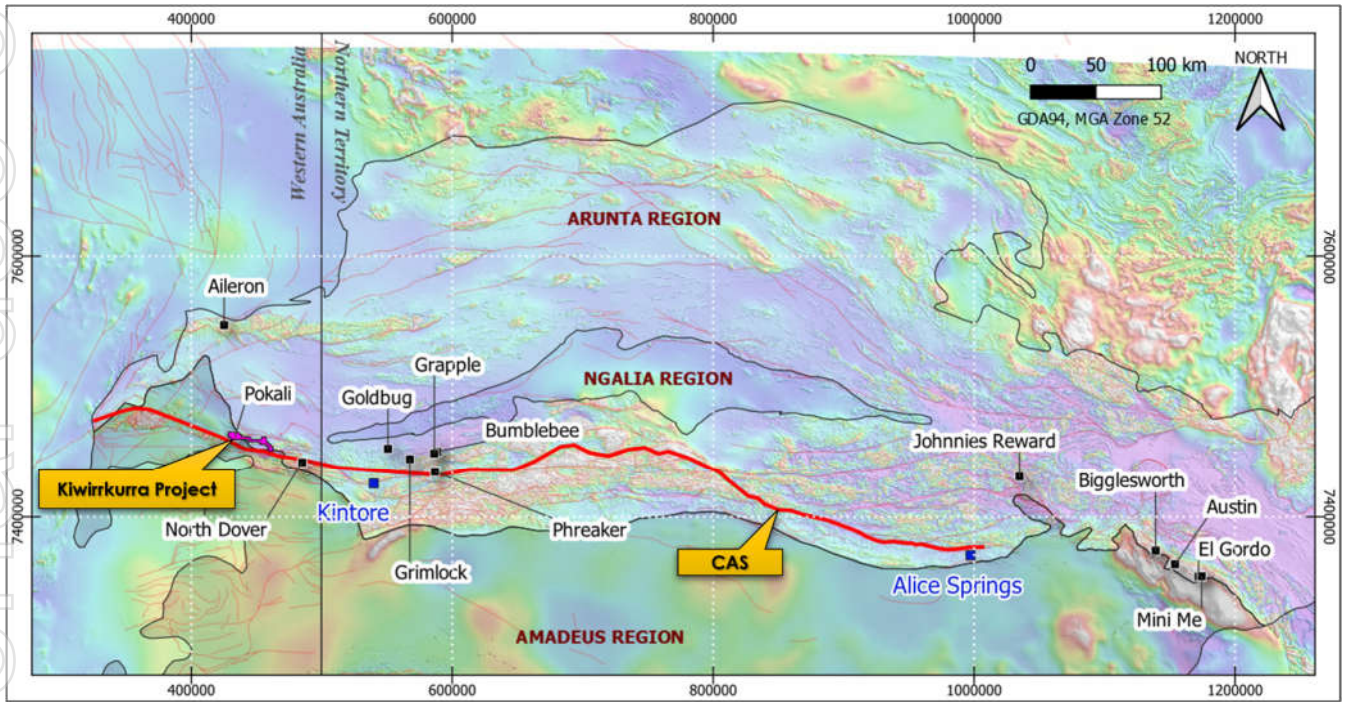 400000
600000
800000
1000000
1200000
Western Australia
Northern Territory
0 50 100 km
NORTH
GDA94, MGA Zone 52
ARUNTA REGION
7600000
7600000
Aileron
Grapple
NGALIA REGION
Goldbug
Pokali
Bumblebee
Johnnies Reward
Kiwirrkurra Project
Bigglesworth
Austin
7400000
7400000
Kintore
North Dover
Phreaker
El Gordo
CAS
Grimlock
Alice Springs
Mini Me
AMADEUS REGION
400000
600000
800000
1000000
1200000